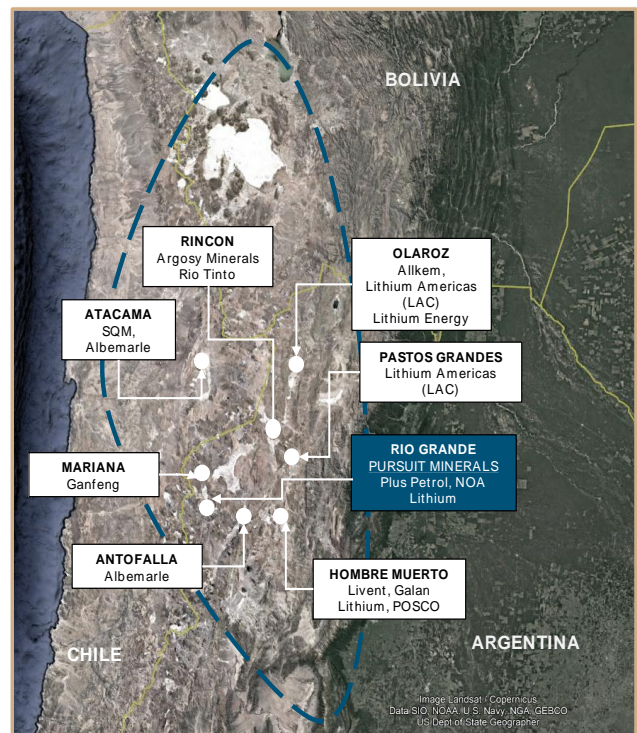 BOLIVIA
RINCON
Argosy Minerals
Rio Tinto
OLAROZ
Allkem,
Lithium Americas
(LAC)
Lithium Energy
ATACAMA
SQM,
Albemarle
PASTOS GRANDES
Lithium Americas
(LAC)
RIO GRANDE
PURSUIT MINERALS
Plus Petrol, NOA
Lithium
MARIANA
Ganfeng
ANTOFALLA
Albemarle
HOMBRE MUERTO
Livent, Galan
Lithium, POSCO
CHILE
ARGENTINA
Image Landsat / Copernicus
Data SIO, NOAA, U.S. Navy, NGA, GEBCO
US Dept of State Geographer